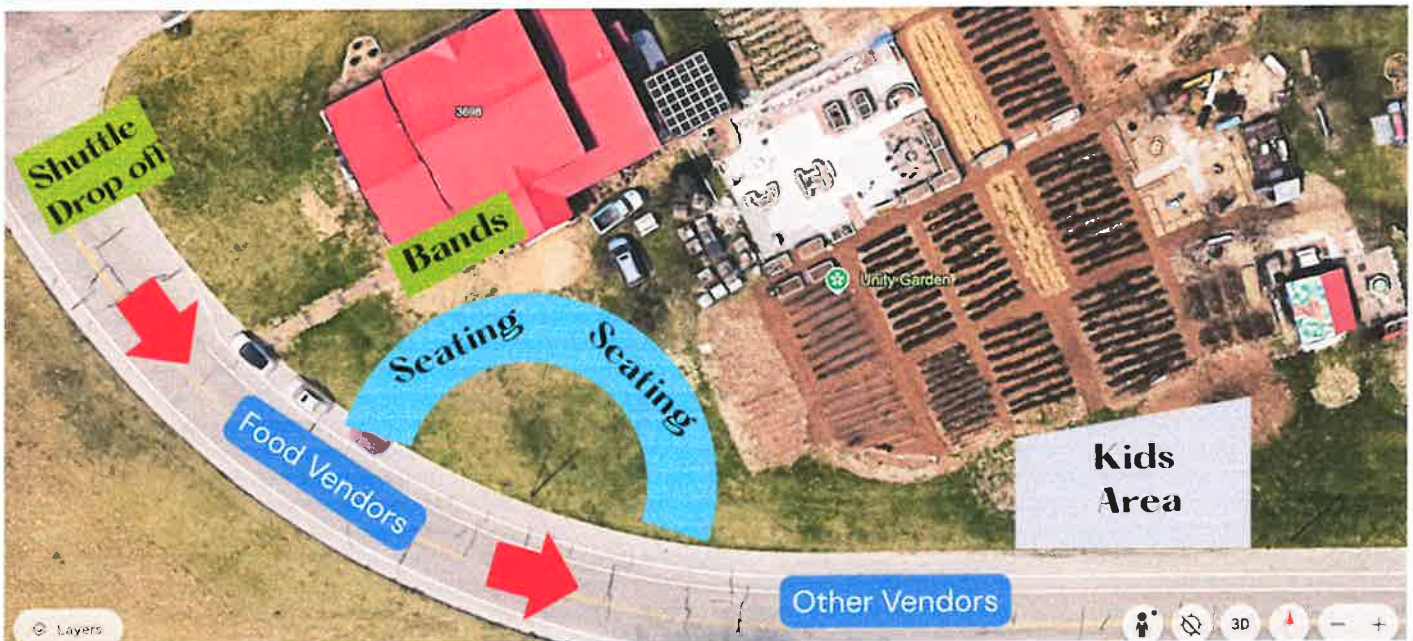 3698
Shuttle
Drop off
Bands
Unity Garden
Seating
Seating
Food Vendors
Kids
Area
Other Vendors
Layers
3D